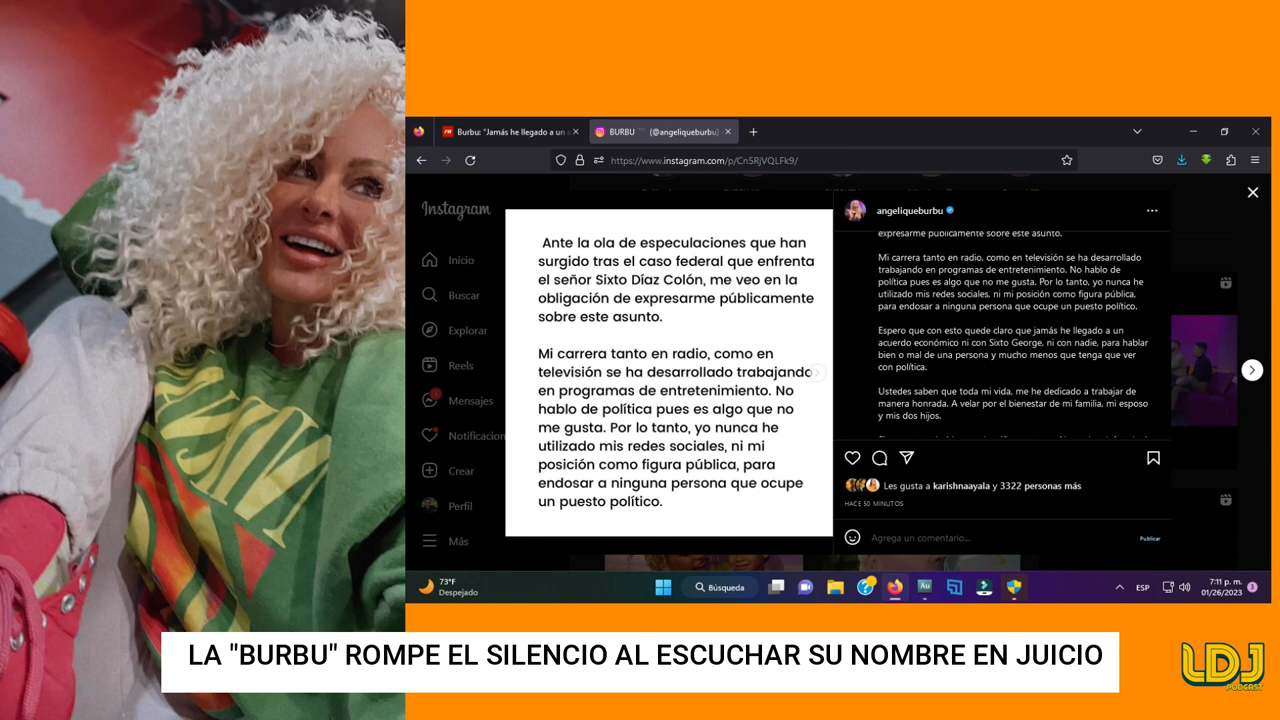 Burbu: "Jamás he llegado a un a
BURBU
(@angeliqueburbu)
https://www.instagram.com/p/Cn5RjVQLFk9/
Instagram
Inicio
Buscar
Explorar
Reels
Mensajes
Notificacion
Crear
Perfil
Más
Ante la ola de especulaciones que han
surgido tras el caso federal que enfrenta
el señor Sixto Díaz Colón, me veo en la
obligación de expresarme públicamente
sobre este asunto.
Mi carrera tanto en radio, como en
televisión se ha desarrollado trabajando
en programas de entretenimiento. No
hablo de política pues es algo que no
me gusta. Por lo tanto, yo nunca he
utilizado mis redes sociales, ni mi
posición como figura pública, para
endosar a ninguna persona que ocupe
un puesto político.
angeliqueburbu
expresarme públicamente sobre este asunto.
Mi carrera tanto en radio, como en televisión se ha desarrollado
trabajando en programas de entretenimiento. No hablo de
política pues es algo que no me gusta. Por lo tanto, yo nunca he
utilizado mis redes sociales, ni mi posición como figura pública,
para endosar a ninguna persona que ocupe un puesto político.
Espero que con esto quede claro que jamás he llegado a un
acuerdo económico ni con Sixto George, ni con nadie, para hablar
bien o mal de una persona y mucho menos que tenga que ver
con política.
Ustedes saben que toda mi vida, me he dedicado a trabajar de
manera honrada. A velar por el bienestar de mi familia, mi esposo
y mis dos hijos.
Les gusta a karishnaayala y 3322 personas más
HACE 50 MINUTOS
Agrega un comentario...
Publicar
73°F
Despejado
Búsqueda
Au
ESP
7:11 p. m.
01/26/2023
3
LA "BURBU" ROMPE EL SILENCIO AL ESCUCHAR SU NOMBRE EN JUICIO
LDJ
PODCAST